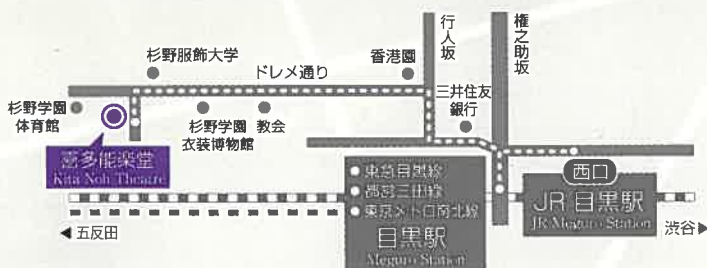 行人坂
権之助坂
杉野服飾大学
ドレメ通り
香港園
三井住友
銀行
杉野学園
体育館
杉野学園
衣装博物館
教会
喜多能楽堂
Kita Noh Theatre
東急目黒線
都営三田線
東京メトロ南北線
目黒駅
Meguro Station
西口
JR 目黒駅
JR Meguro Station
◀ 五反田
渋谷 ▶